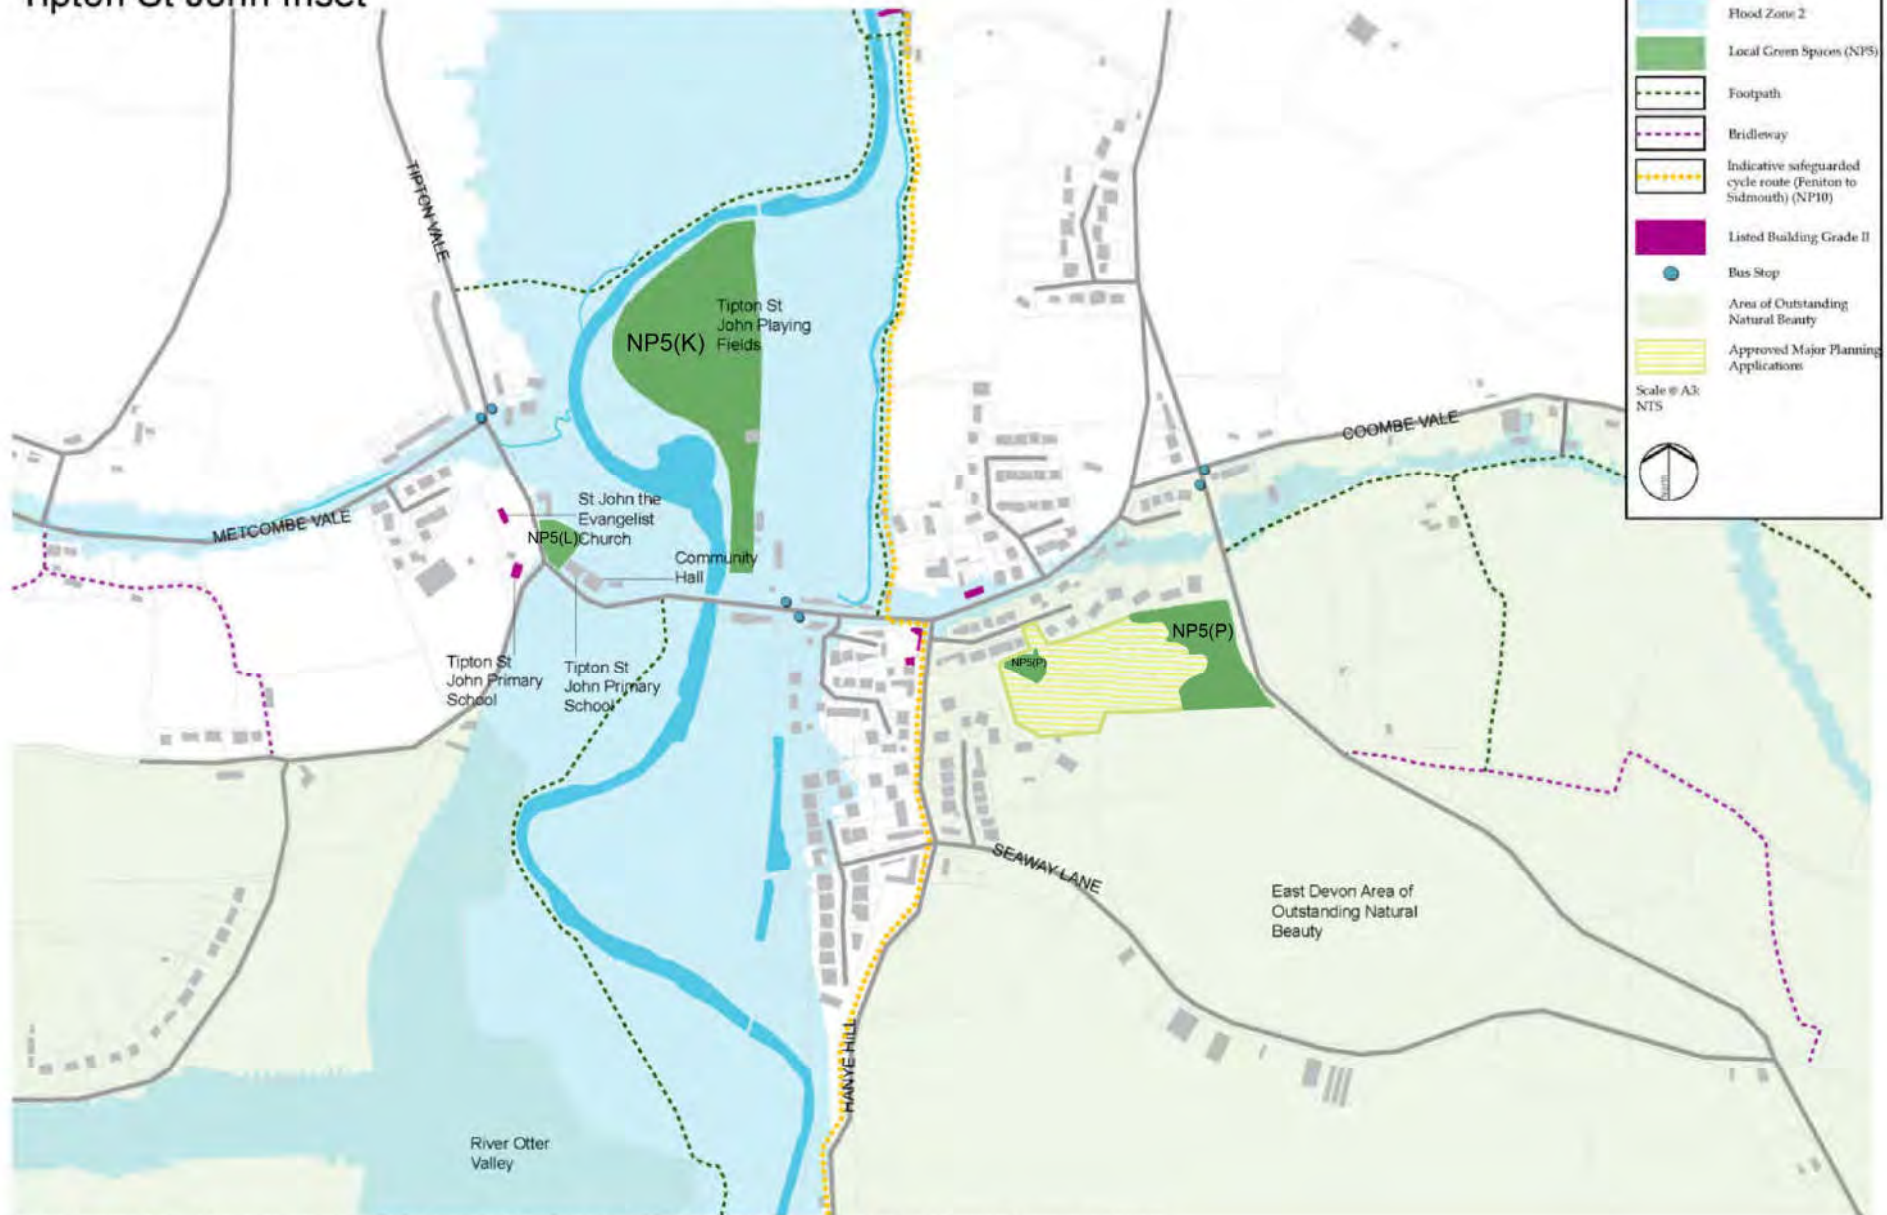 Tipton St John Inset
Flood Zone 2
Local Green Spaces (NP5)
Footpath
Bridleway
Indicative safeguarded
cycle route (Feniton to
Sidmouth) (NP10)
Listed Building Grade II
Bus Stop
Area of Outstanding
Natural Beauty
Approved Major Planning
Applications
Scale @ A3:
NTS
North
TIPTON VALE
Tipton St
John Playing
Fields
NP5(K)
COOMBE VALE
METCOMBE VALE
St John the
Evangelist
Church
NP5(L)
Community
Hall
NP5(P)
NP5(P)
Tipton St
John Primary
School
Tipton St
John Primary
School
SEAWAY LANE
East Devon Area of
Outstanding Natural
Beauty
HANYE HILL
River Otter
Valley